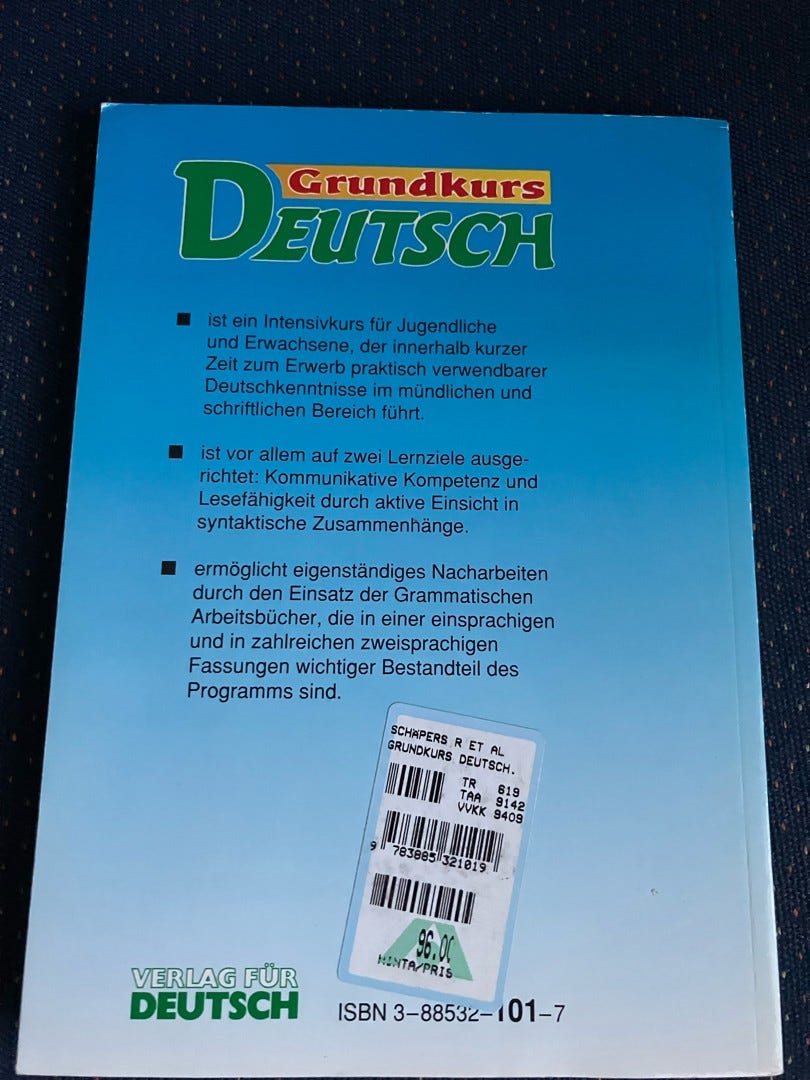 Grundkurs
DEUTSCH
ist ein Intensivkurs für Jugendliche
und Erwachsene, der innerhalb kurzer
Zeit zum Erwerb praktisch verwendbarer
Deutschkenntnisse im mündlichen und
schriftlichen Bereich führt.
ist vor allem auf zwei Lernziele ausge-
richtet: Kommunikative Kompetenz und
Lesefähigkeit durch aktive Einsicht in
syntaktische Zusammenhänge.
ermöglicht eigenständiges Nacharbeiten
durch den Einsatz der Grammatischen
Arbeitsbücher, die in einer einsprachigen
und in zahlreichen zweisprachigen
Fassungen wichtiger Bestandteil des
Programms sind.
SCHÄPERS R ET AL
GRUNDKURS DEUTSCH.
TR 619
TAA 9142
VVKK 9409
9 783885 321019
96.00
HINTA/PRIS
VERLAG FÜR
DEUTSCH
ISBN 3-88532-101-7